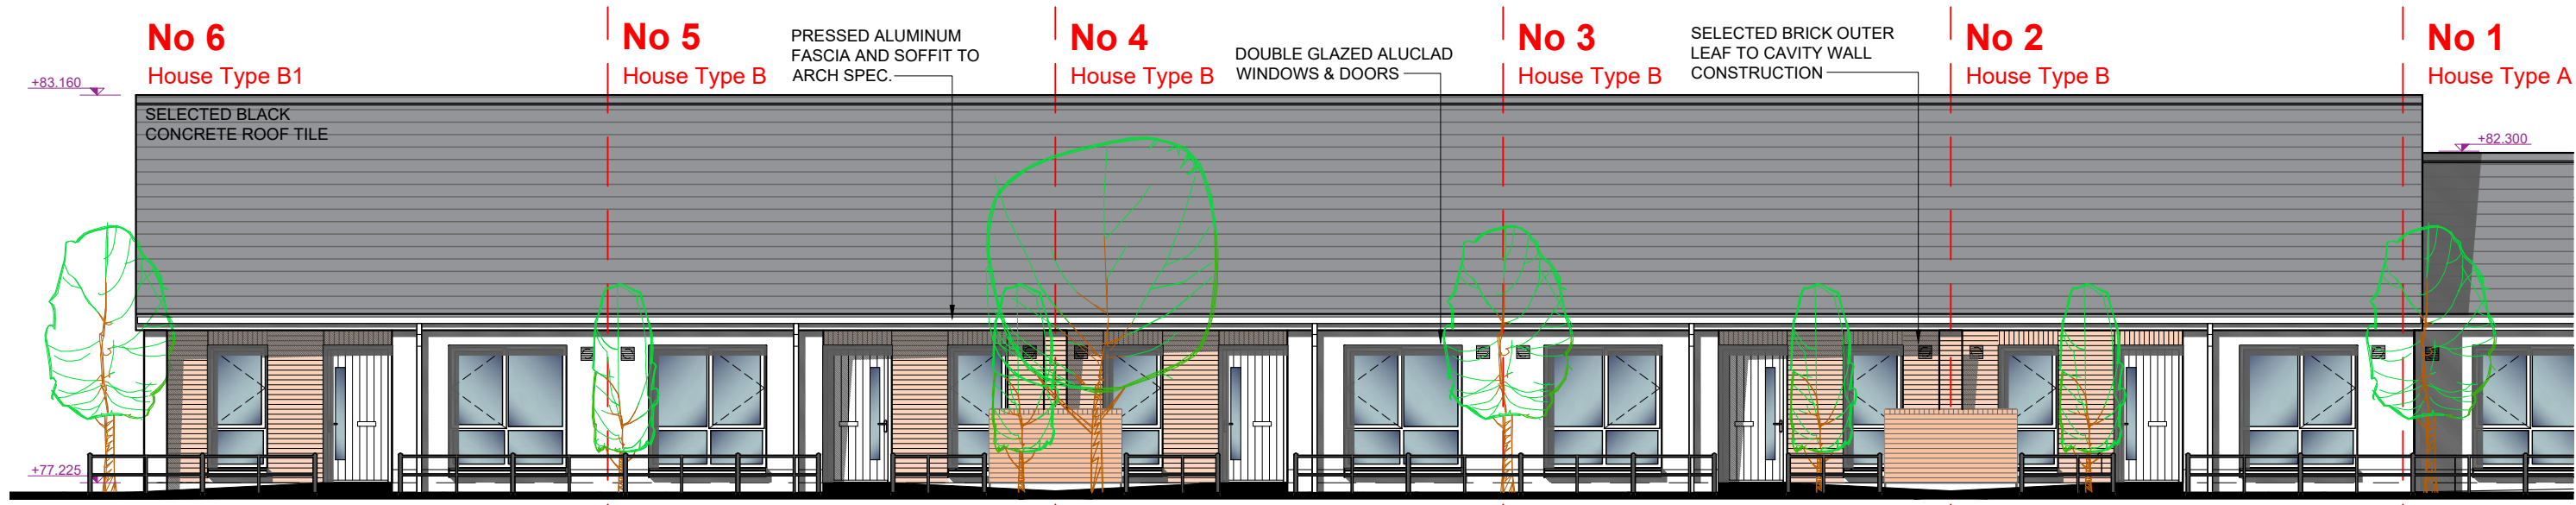 No 6
House Type B1
No 5
House Type B
PRESSED ALUMINUM
FASCIA AND SOFFIT TO
ARCH SPEC.
No 4
House Type B
DOUBLE GLAZED ALUCLAD
WINDOWS & DOORS
No 3
House Type B
SELECTED BRICK OUTER
LEAF TO CAVITY WALL
CONSTRUCTION
No 2
House Type B
No 1
House Type A
+83.160
SELECTED BLACK
CONCRETE ROOF TILE
+82.300
+77.225